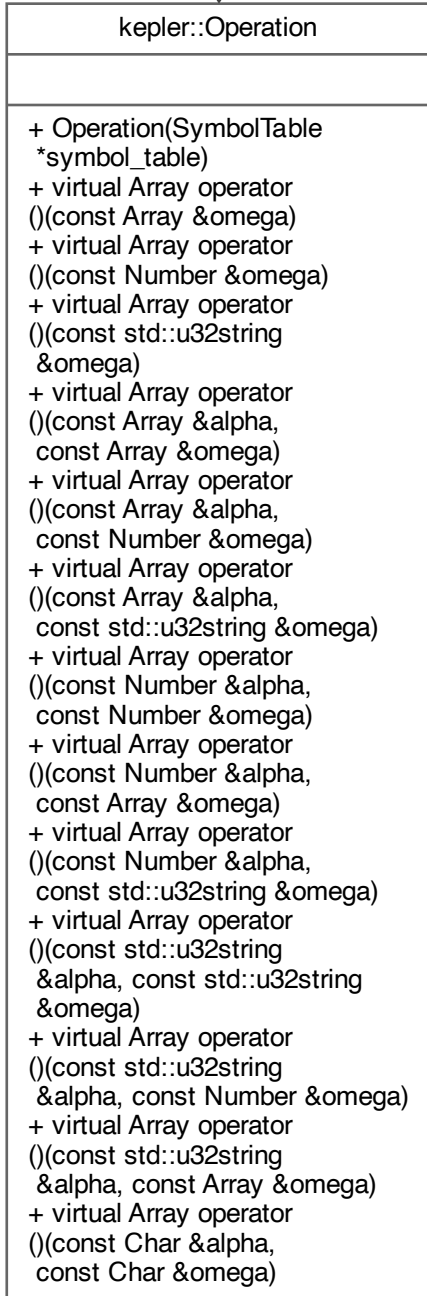 kepler::Operation
+ Operation(SymbolTable
*symbol_table)
+ virtual Array operator
()(const Array &omega)
+ virtual Array operator
()(const Number &omega)
+ virtual Array operator
()(const std::u32string
&omega)
+ virtual Array operator
()(const Array &alpha,
const Array &omega)
+ virtual Array operator
()(const Array &alpha,
const Number &omega)
+ virtual Array operator
()(const Array &alpha,
const std::u32string &omega)
+ virtual Array operator
()(const Number &alpha,
const Number &omega)
+ virtual Array operator
()(const Number &alpha,
const Array &omega)
+ virtual Array operator
()(const Number &alpha,
const std::u32string &omega)
+ virtual Array operator
()(const std::u32string
&alpha, const std::u32string
&omega)
+ virtual Array operator
()(const std::u32string
&alpha, const Number &omega)
+ virtual Array operator
()(const std::u32string
&alpha, const Array &omega)
+ virtual Array operator
()(const Char &alpha,
const Char &omega)